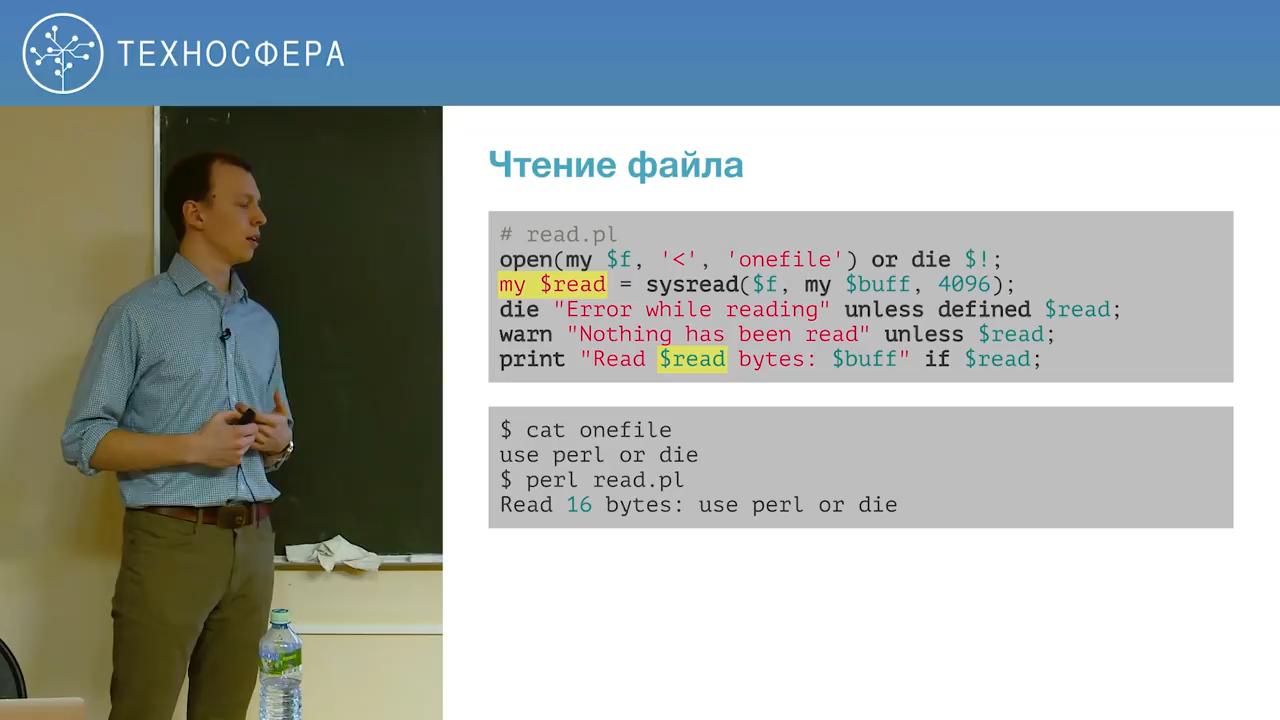 ТЕХНОСФЕРА
Чтение файла
# read.pl
open(my $f, '<', 'onefile') or die $!;
my $read = sysread($f, my $buff, 4096);
die "Error while reading" unless defined $read;
warn "Nothing has been read" unless $read;
print "Read $read bytes: $buff" if $read;
$ cat onefile
use perl or die
$ perl read.pl
Read 16 bytes: use perl or die